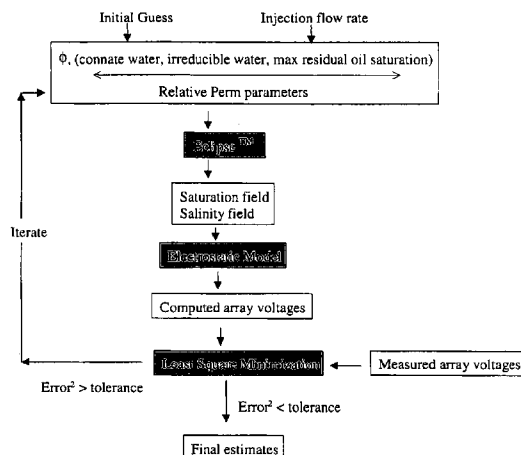 Initial Guess
Injection flow rate
ϕ, (connate water, irreducible water, max residual oil saturation)
Relative Perm parameters
Eclipse™
Saturation field
Salinity field
Iterate
Electrostatic Model
Computed array voltages
Least Square Minimization
Measured array voltages
Error² > tolerance
Error² < tolerance
Final estimates